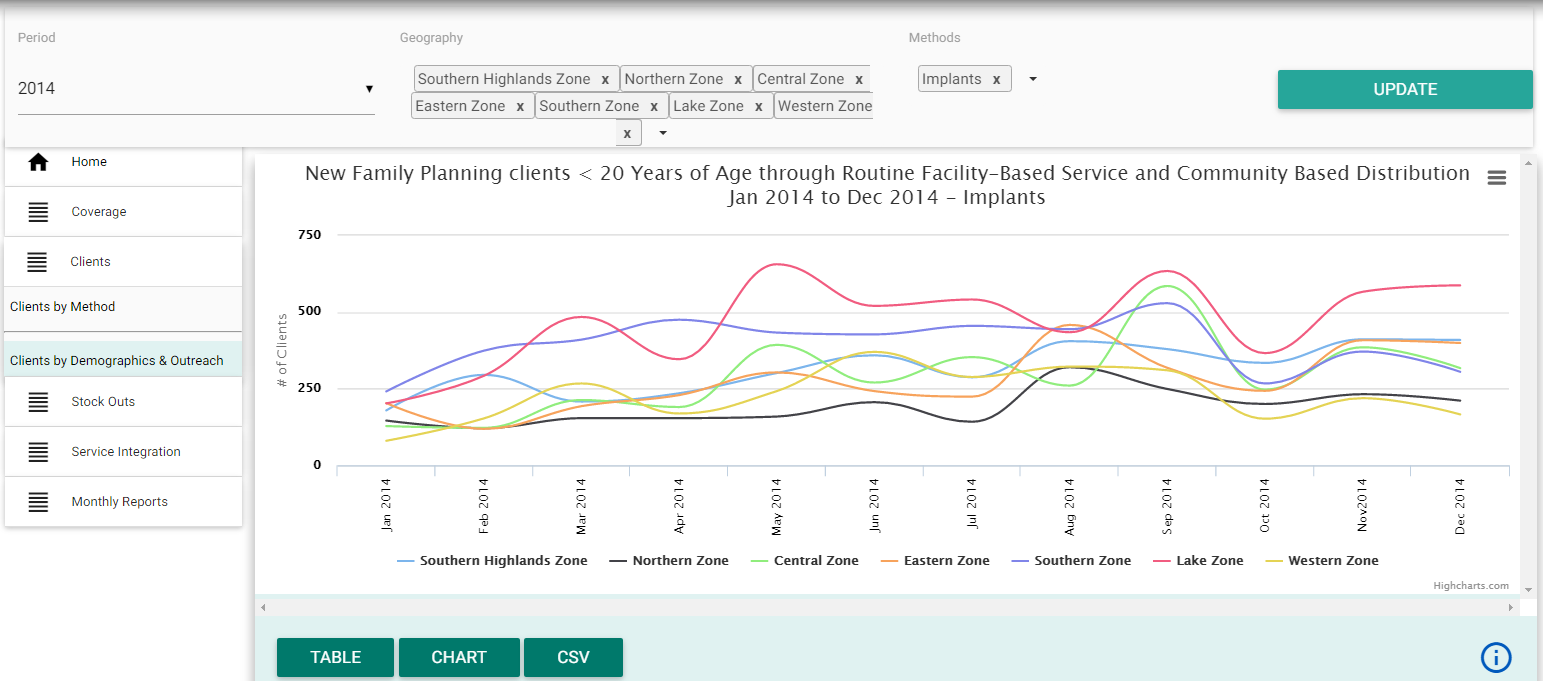 Period
Geography
Methods
2014
Southern Highlands Zone x Northern Zone x Central Zone x
Eastern Zone x Southern Zone x Lake Zone x Western Zone
x
Implants x
UPDATE
Home
Coverage
Clients
Clients by Method
Clients by Demographics & Outreach
Stock Outs
Service Integration
Monthly Reports
New Family Planning clients < 20 Years of Age through Routine Facility-Based Service and Community Based Distribution
Jan 2014 to Dec 2014 - Implants
# of Clients
750
500
250
0
Jan 2014
Feb 2014
Mar 2014
Apr 2014
May 2014
Jun 2014
Jul 2014
Aug 2014
Sep 2014
Oct 2014
Nov2014
Dec 2014
Southern Highlands Zone Northern Zone Central Zone Eastern Zone Southern Zone Lake Zone Western Zone
Highcharts.com
TABLE CHART CSV